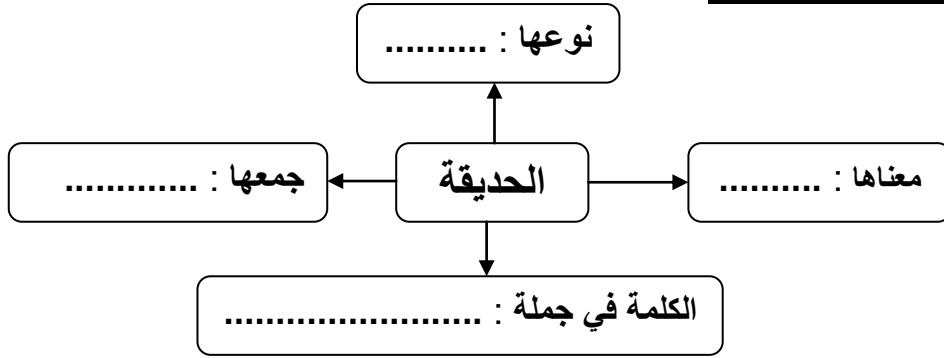 نوعها : ..........
معناها : ..........
الحديقة
جمعها : .............
الكلمة في جملة : .........................